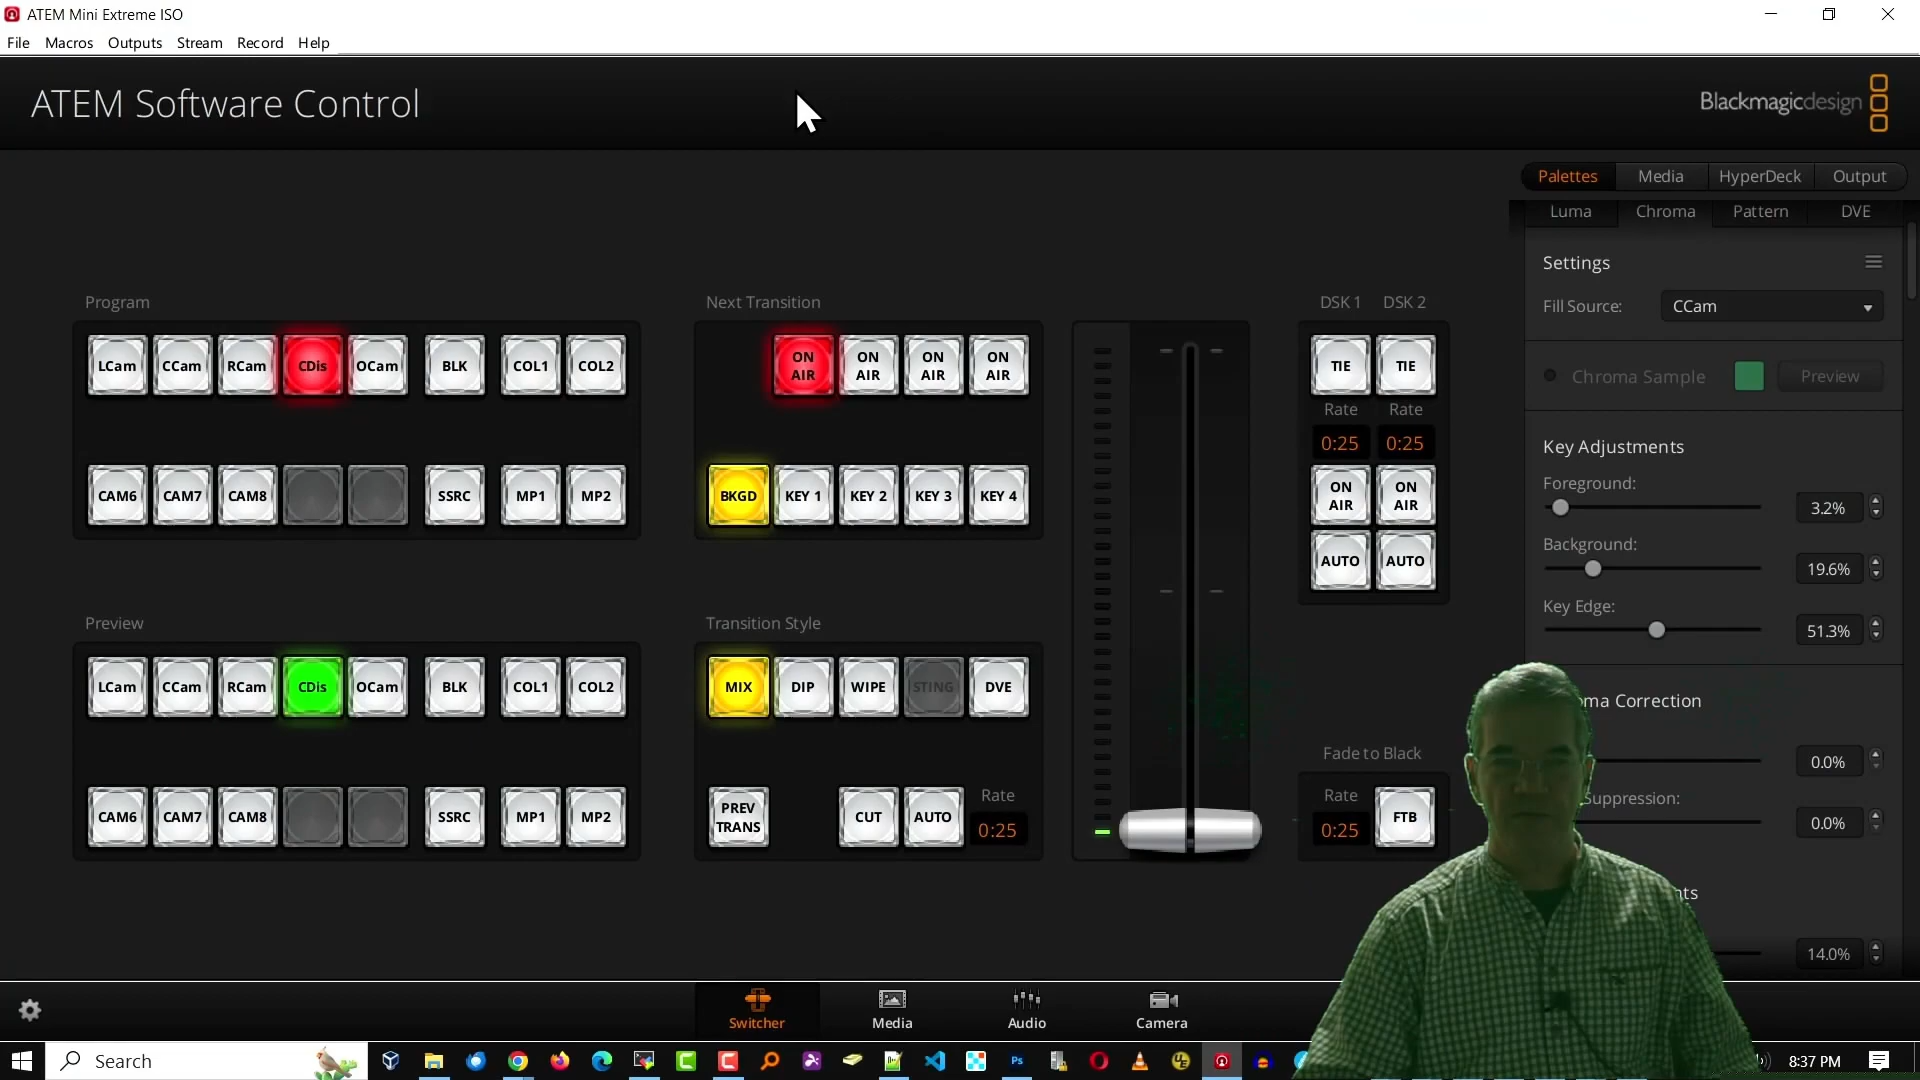 ATEM Mini Extreme ISO
File Macros Outputs Stream Record Help
ATEM Software Control
Blackmagicdesign
Palettes Media HyperDeck Output
Luma Chroma Pattern DVE
Settings
Fill Source: CCam
Chroma Sample Preview
Key Adjustments
Foreground:
3.2%
Background:
19.6%
Key Edge:
51.3%
ma Correction
0.0%
Suppression:
0.0%
nts
14.0%
Program
LCam CCam RCam CDis OCam BLK COL1 COL2
CAM6 CAM7 CAM8 SSRC MP1 MP2
Next Transition
ON AIR ON AIR ON AIR ON AIR
BKGD KEY 1 KEY 2 KEY 3 KEY 4
DSK 1 DSK 2
TIE TIE
Rate Rate
0:25 0:25
ON AIR ON AIR
AUTO AUTO
Preview
LCam CCam RCam CDis OCam BLK COL1 COL2
CAM6 CAM7 CAM8 SSRC MP1 MP2
Transition Style
MIX DIP WIPE STING DVE
PREV TRANS CUT AUTO
Rate
0:25
Fade to Black
Rate
0:25
FTB
Switcher Media Audio Camera
Search
Ps
UE
8:37 PM